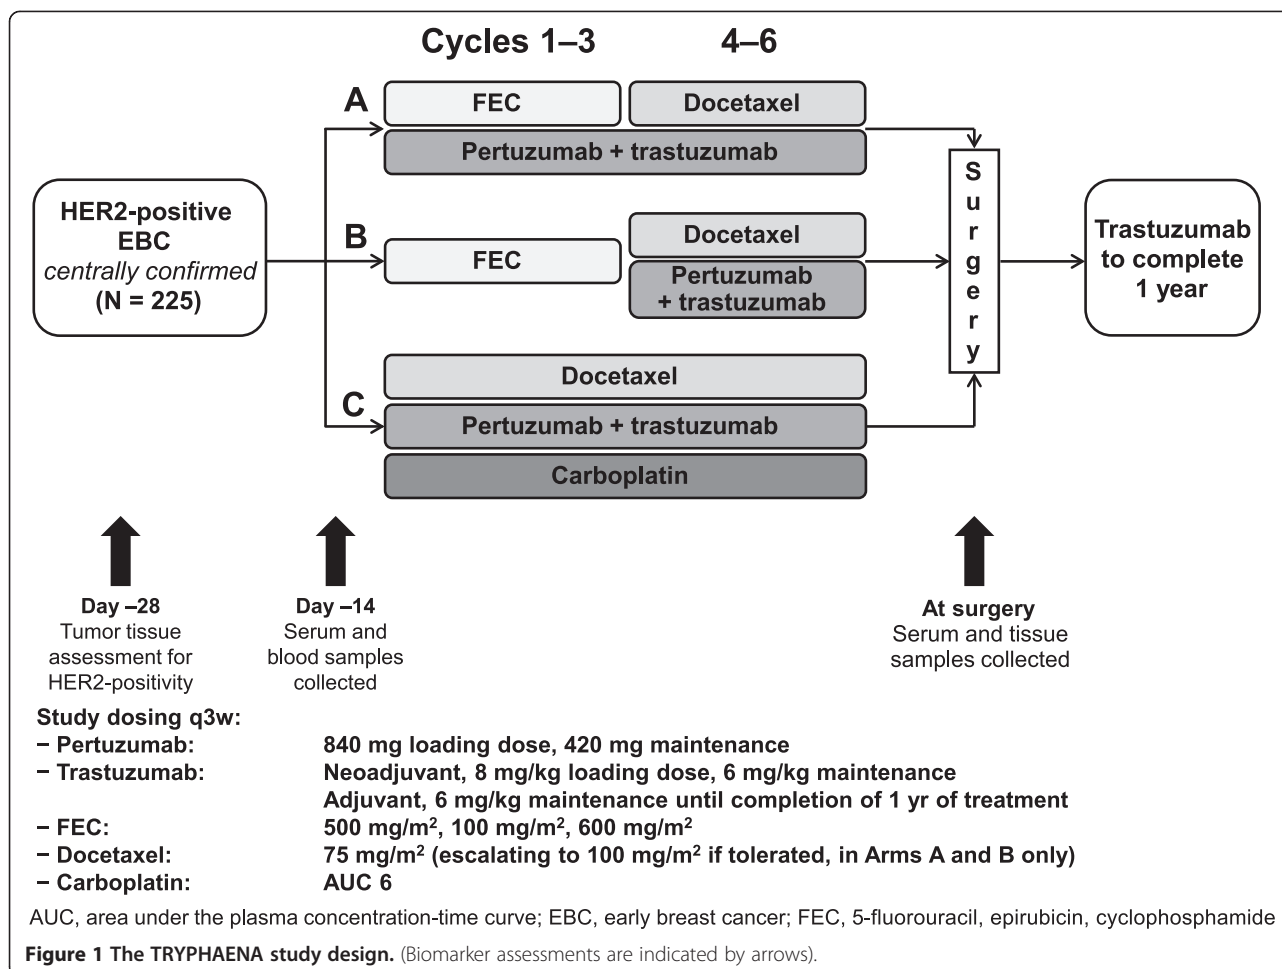 Cycles 1–3 4–6
A
FEC Docetaxel
Pertuzumab + trastuzumab
HER2-positive
EBC
centrally confirmed
(N = 225)
B
FEC
Docetaxel
Pertuzumab
+ trastuzumab
C
Docetaxel
Pertuzumab + trastuzumab
Carboplatin
Surgery
Trastuzumab
to complete
1 year
Day –28
Tumor tissue
assessment for
HER2-positivity
Day –14
Serum and
blood samples
collected
At surgery
Serum and tissue
samples collected
Study dosing q3w:
– Pertuzumab: 840 mg loading dose, 420 mg maintenance
– Trastuzumab: Neoadjuvant, 8 mg/kg loading dose, 6 mg/kg maintenance
Adjuvant, 6 mg/kg maintenance until completion of 1 yr of treatment
– FEC: 500 mg/m², 100 mg/m², 600 mg/m²
– Docetaxel: 75 mg/m² (escalating to 100 mg/m² if tolerated, in Arms A and B only)
– Carboplatin: AUC 6
AUC, area under the plasma concentration-time curve; EBC, early breast cancer; FEC, 5-fluorouracil, epirubicin, cyclophosphamide
Figure 1 The TRYPHAENA study design. (Biomarker assessments are indicated by arrows).